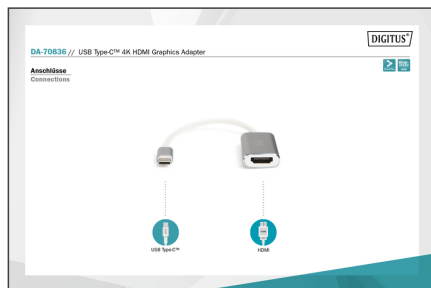 DIGITUS®
DA-70836 // USB Type-C™ 4K HDMI Graphics Adapter
Anschlüsse
Connections
USB Type-C™
HDMI